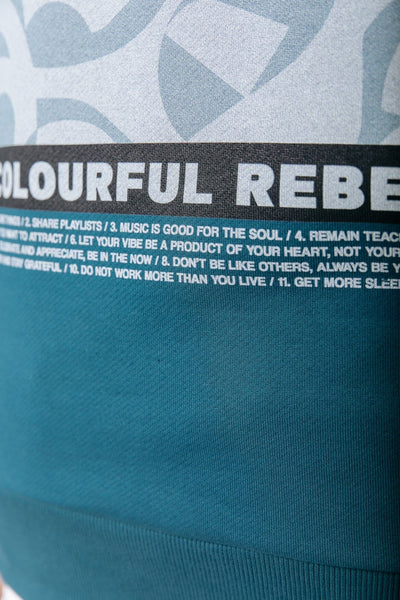 COLOURFUL REBE
/ 2. SHARE PLAYLISTS / 3. MUSIC IS GOOD FOR THE SOUL / 4. REMAIN TEAC
TO ATTRACT / 6. LET YOUR VIBE BE A PRODUCT OF YOUR HEART, NOT YOUR
AND APPRECIATE, BE IN THE NOW / 8. DON'T BE LIKE OTHERS, ALWAYS BE Y
AND STAY GRATEFUL / 10. DO NOT WORK MORE THAN YOU LIVE / 11. GET MORE SLEE